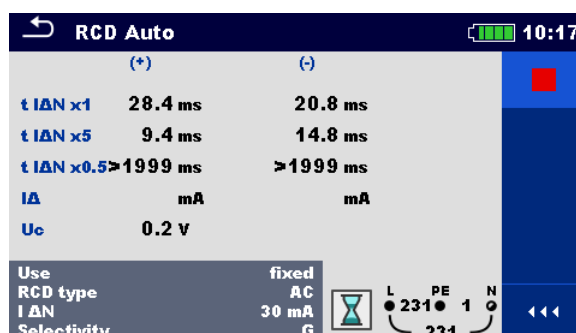 RCD Auto 10:17
(+) (-)
t IΔN x1 28.4 ms 20.8 ms
t IΔN x5 9.4 ms 14.8 ms
t IΔN x0.5 >1999 ms >1999 ms
IΔ mA mA
Uc 0.2 V
Use fixed
RCD type AC
I ΔN 30 mA
Selectivity G
L PE N
231 1
231